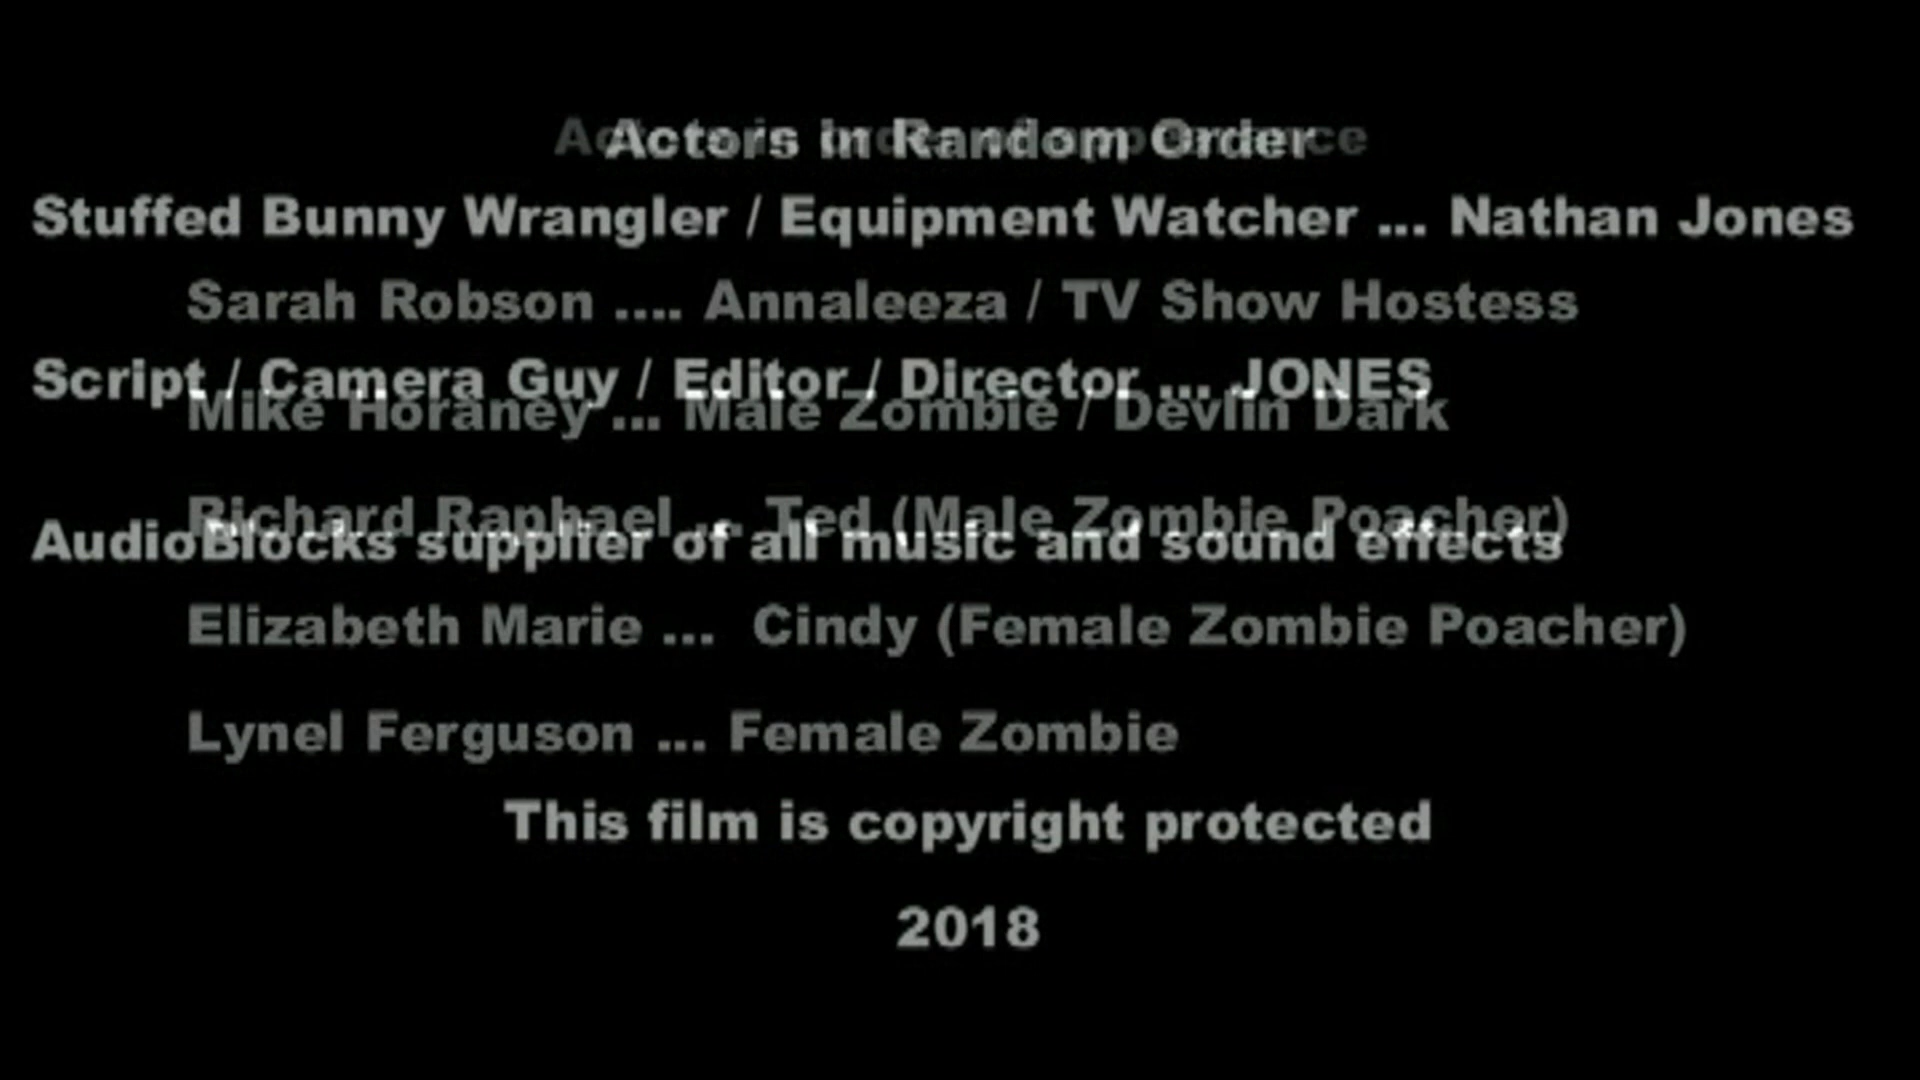 Actors in Random Order
Stuffed Bunny Wrangler / Equipment Watcher ... Nathan Jones
Sarah Robson .... Annaleeza / TV Show Hostess
Script / Camera Guy / Editor / Director ... JONES
Mike Horaney ... Male Zombie / Devlin Dark
Richard Raphael ... Ted (Male Zombie Poacher)
AudioBlocks supplier of all music and sound effects
Elizabeth Marie ... Cindy (Female Zombie Poacher)
Lynel Ferguson ... Female Zombie
This film is copyright protected
2018